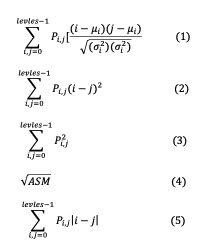 levles−1
∑ P_{i,j}[(i − μ_i)(j − μ_i) / √(σ_i^2)(σ_i^2)] (1)
i,j=0
levles−1
∑ P_{i,j}(i − j)^2 (2)
i,j=0
levles−1
∑ P_{i,j}^2 (3)
i,j=0
√ASM (4)
levles−1
∑ P_{i,j}|i − j| (5)
i,j=0